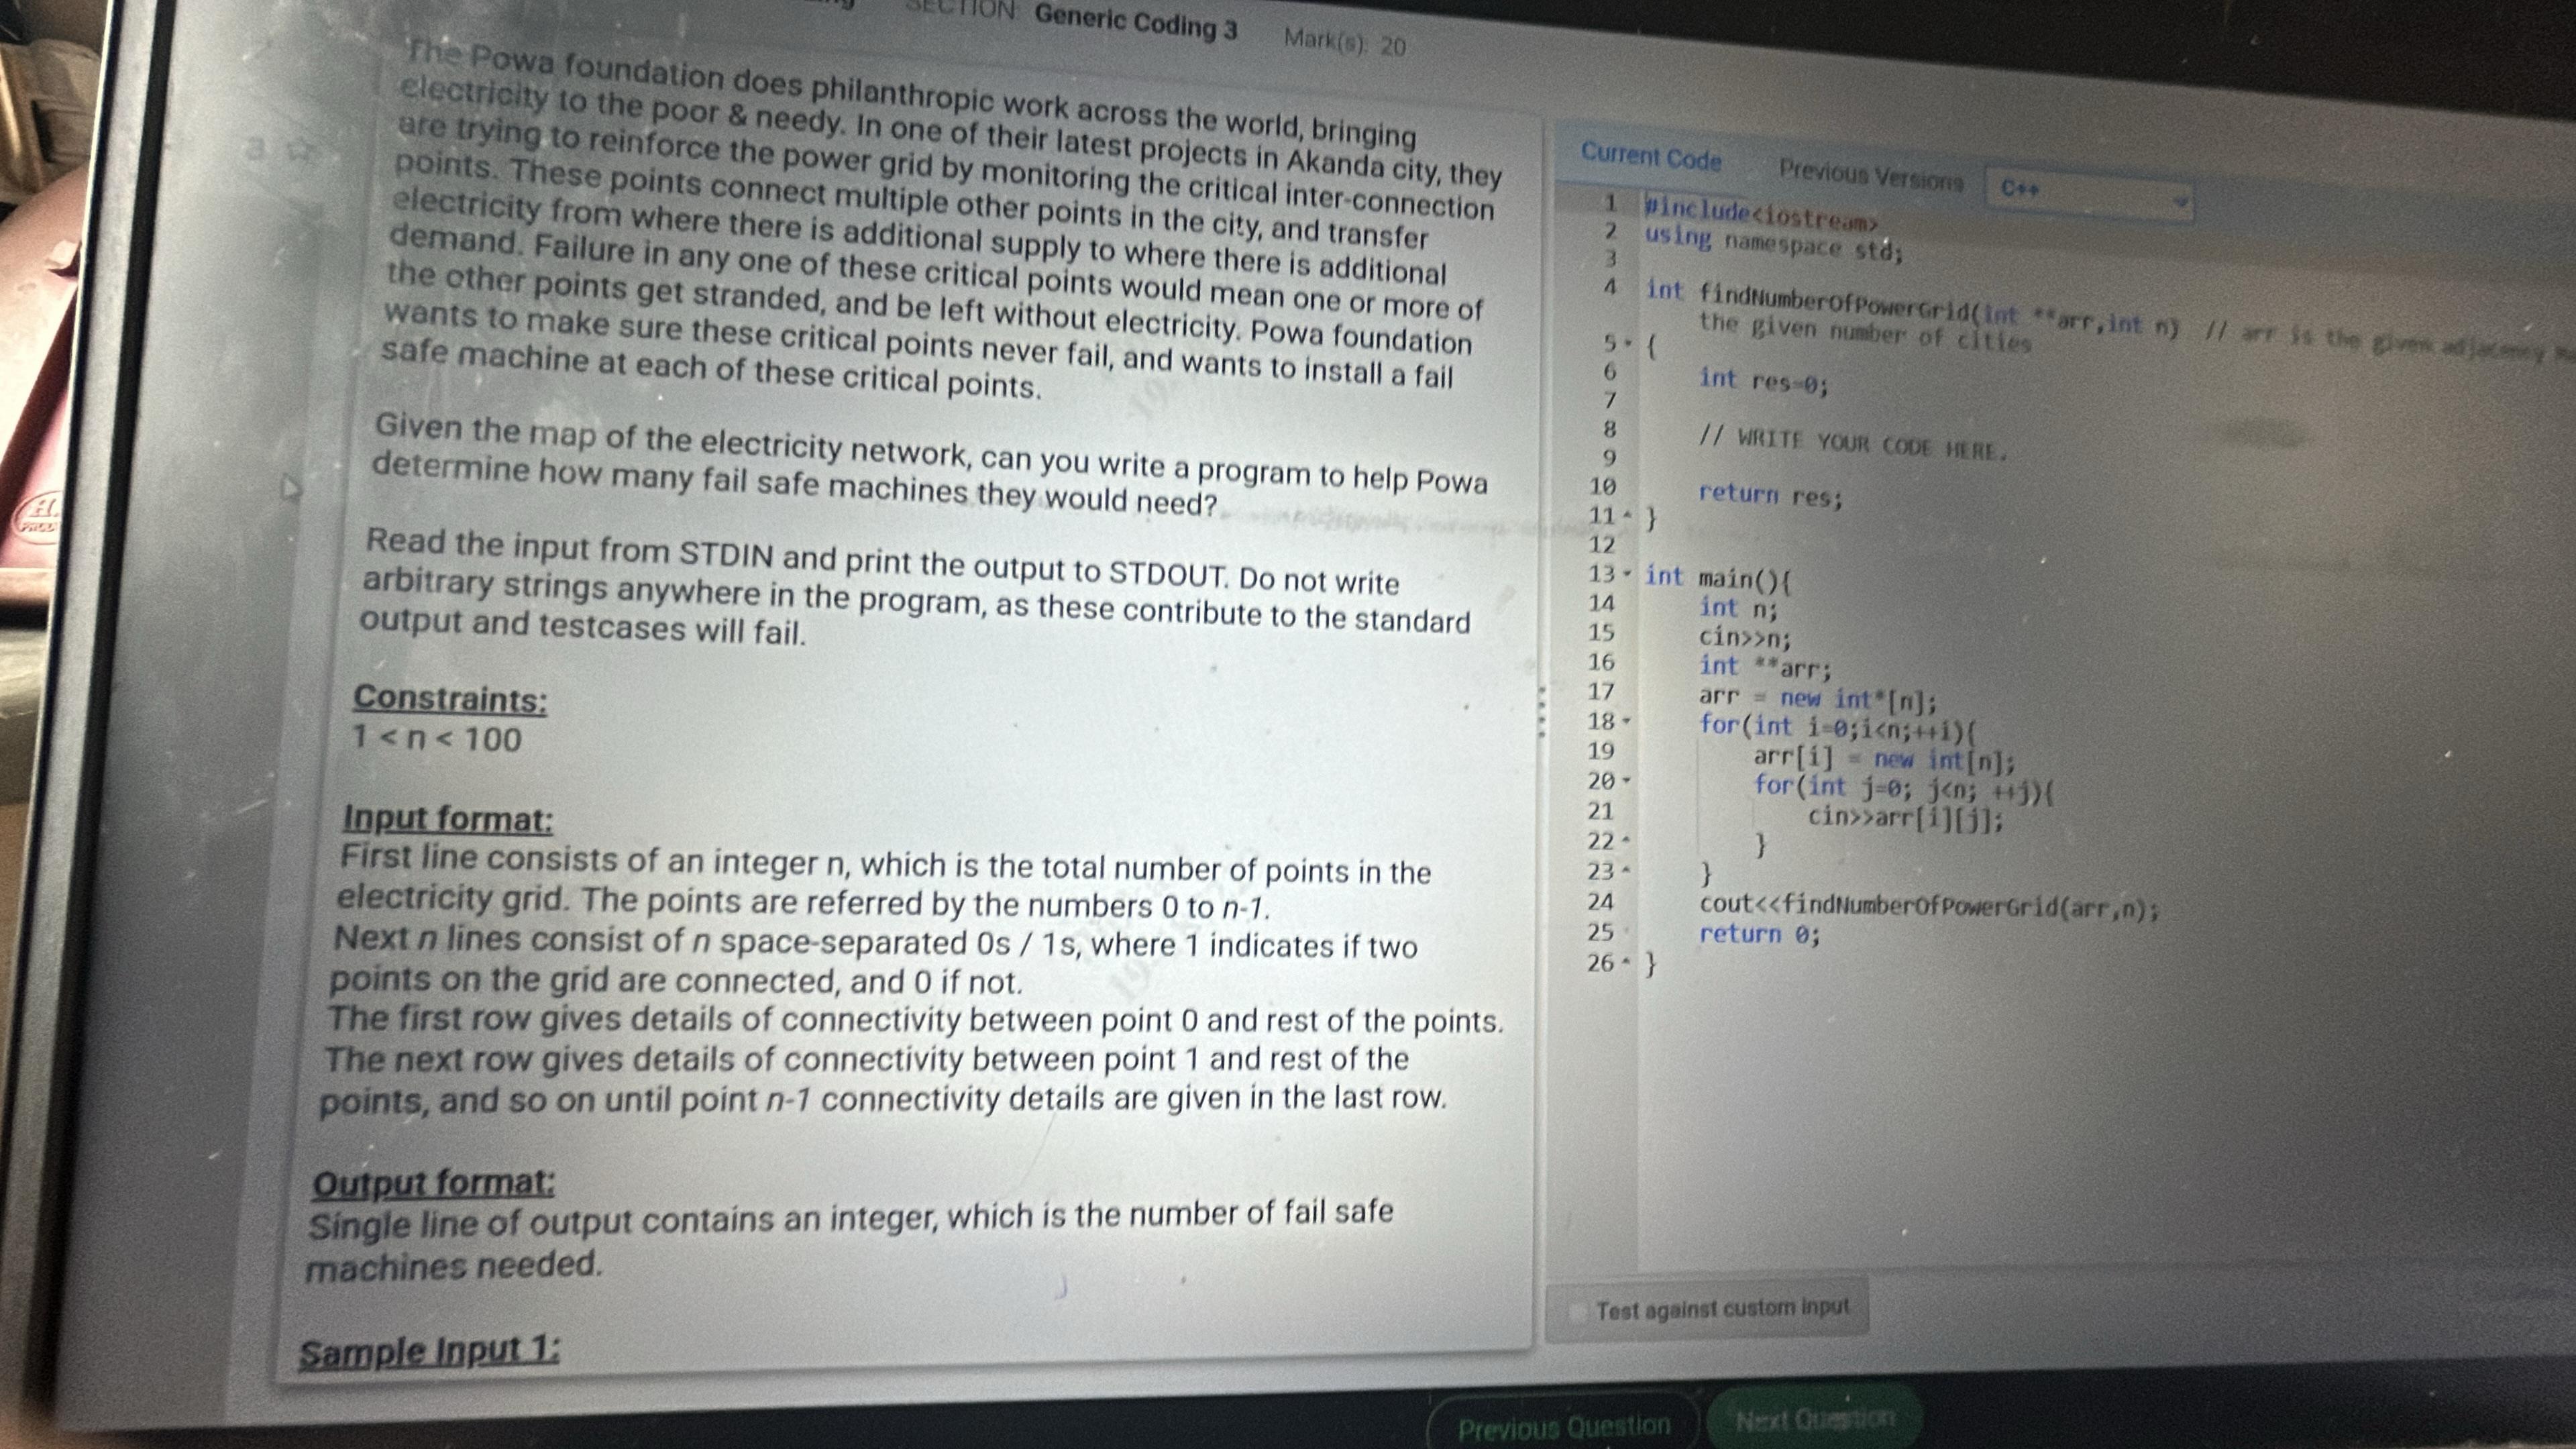 SECTION: Generic Coding 3 Mark(s): 20
The Powa foundation does philanthropic work across the world, bringing
electricity to the poor & needy. In one of their latest projects in Akanda city, they
are trying to reinforce the power grid by monitoring the critical inter-connection
points. These points connect multiple other points in the city, and transfer
electricity from where there is additional supply to where there is additional
demand. Failure in any one of these critical points would mean one or more of
the other points get stranded, and be left without electricity. Powa foundation
wants to make sure these critical points never fail, and wants to install a fail
safe machine at each of these critical points.
Given the map of the electricity network, can you write a program to help Powa
determine how many fail safe machines they would need?
Read the input from STDIN and print the output to STDOUT. Do not write
arbitrary strings anywhere in the program, as these contribute to the standard
output and testcases will fail.
Constraints:
1 < n < 100
Input format:
First line consists of an integer n, which is the total number of points in the
electricity grid. The points are referred by the numbers 0 to n-1.
Next n lines consist of n space-separated 0s / 1s, where 1 indicates if two
points on the grid are connected, and 0 if not.
The first row gives details of connectivity between point 0 and rest of the points.
The next row gives details of connectivity between point 1 and rest of the
points, and so on until point n-1 connectivity details are given in the last row.
Output format:
Single line of output contains an integer, which is the number of fail safe
machines needed.
Sample Input 1:
3
Current Code Previous Versions C++
1 #include<iostream>
2 using namespace std;
3
4 int findNumberOfPowerGrid(int **arr,int n) // arr is the given adjacency
the given number of cities
5 {
6 int res=0;
7
8 // WRITE YOUR CODE HERE.
9
10 return res;
11 }
12
13 int main(){
14 int n;
15 cin>>n;
16 int **arr;
17 arr = new int*[n];
18 for(int i=0;i<n;++i){
19 arr[i] = new int[n];
20 for(int j=0; j<n; ++j){
21 cin>>arr[i][j];
22 }
23 }
24 cout<<findNumberOfPowerGrid(arr,n);
25 return 0;
26 }
Test against custom input
Previous Question Next Question